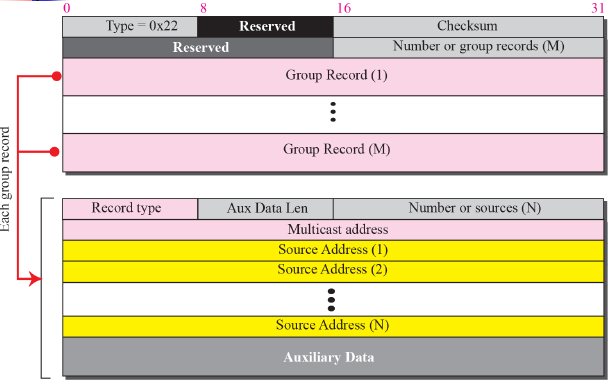 0 8 16 31
Type = 0x22 Reserved Checksum
Reserved Number or group records (M)
Group Record (1)
Group Record (M)
Each group record
Record type Aux Data Len Number or sources (N)
Multicast address
Source Address (1)
Source Address (2)
Source Address (N)
Auxiliary Data